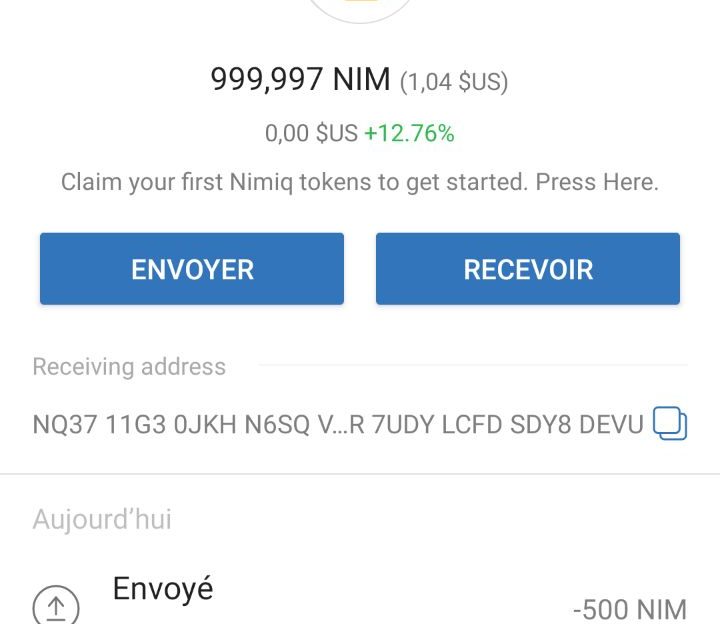 999,997 NIM (1,04 $US)
0,00 $US +12.76%
Claim your first Nimiq tokens to get started. Press Here.
ENVOYER RECEVOIR
Receiving address
NQ37 11G3 0JKH N6SQ V...R 7UDY LCFD SDY8 DEVU
Aujourd’hui
Envoyé
-500 NIM